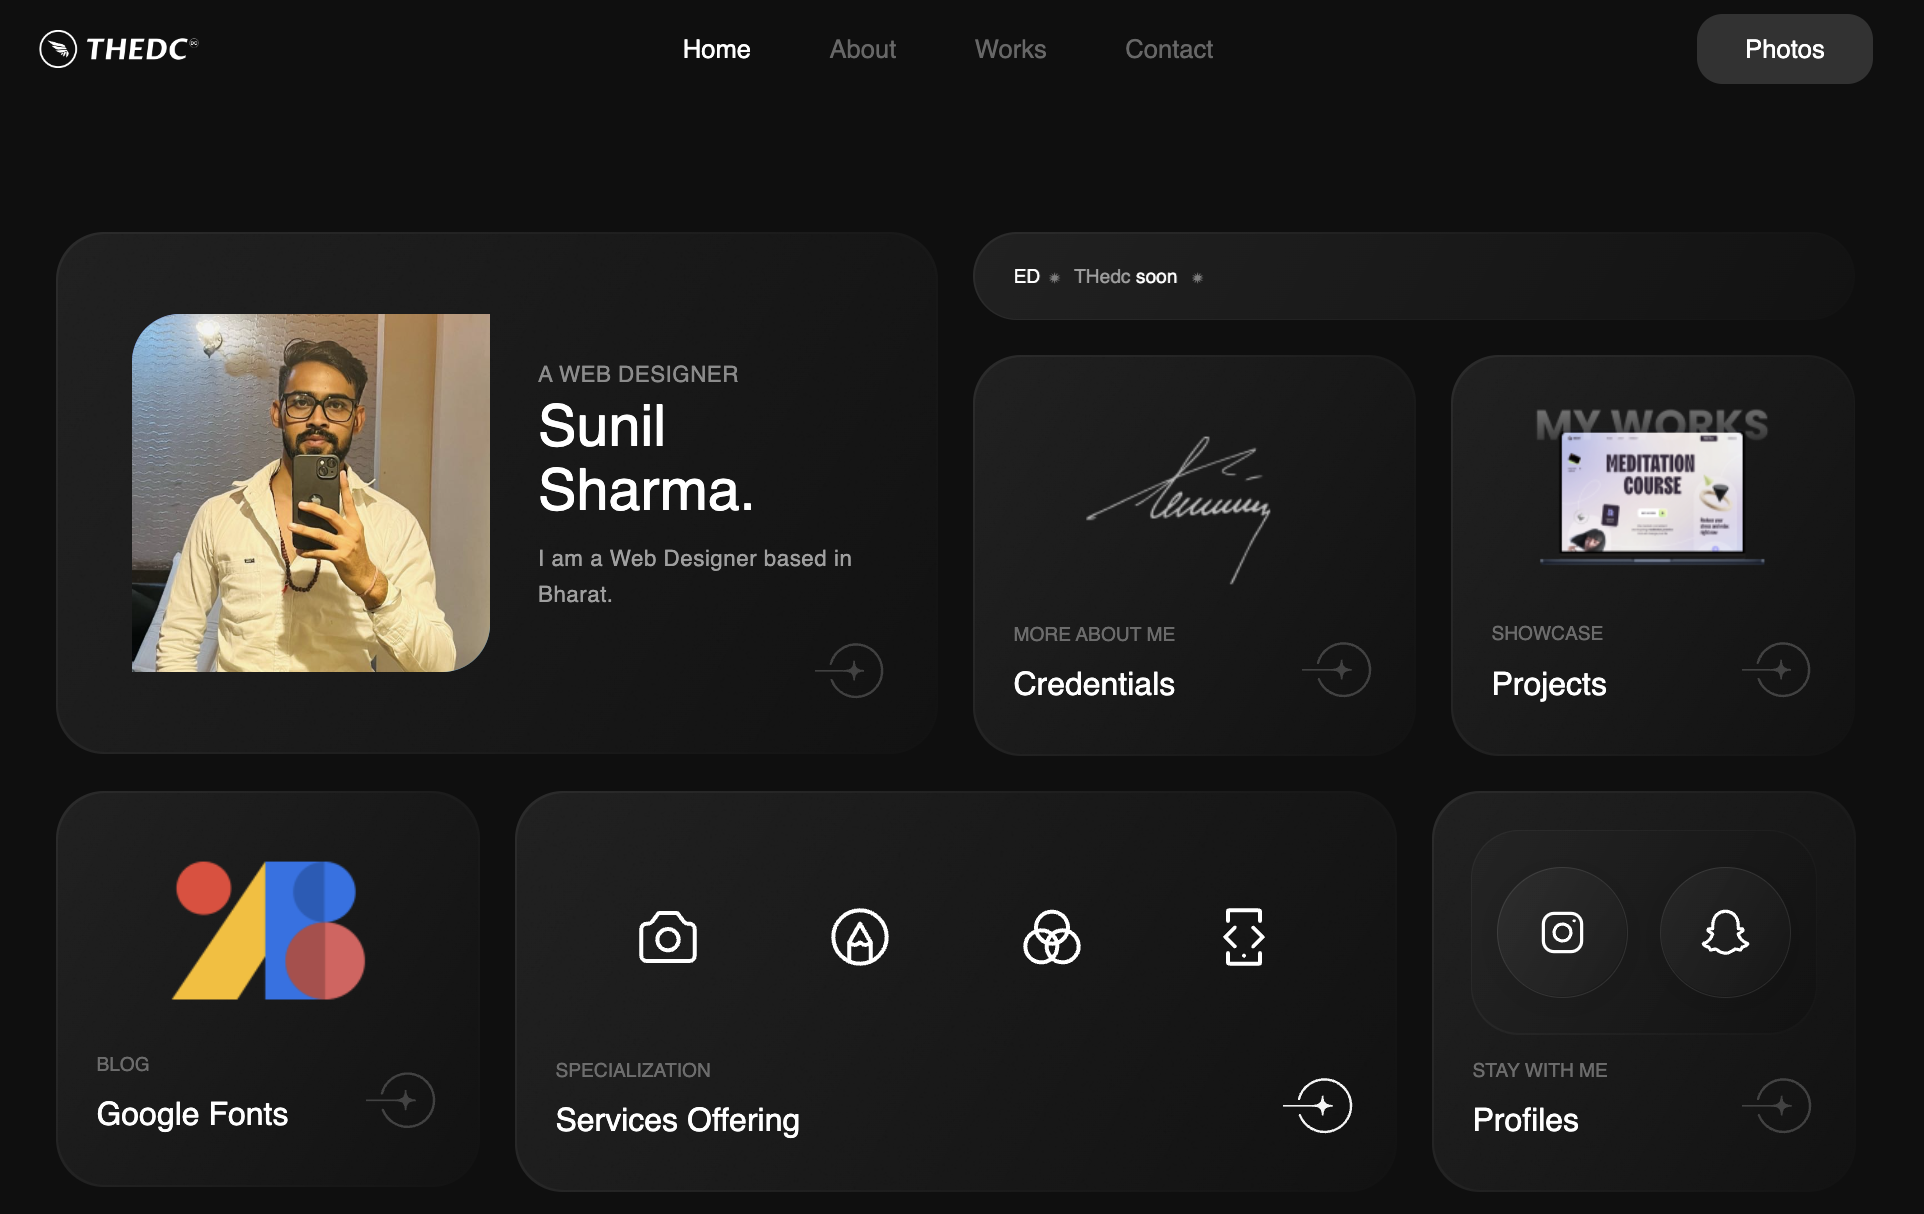 THEDC
Home
About
Works
Contact
Photos
A WEB DESIGNER
Sunil
Sharma.
I am a Web Designer based in
Bharat.
ED
THedc soon
MORE ABOUT ME
Credentials
MY WORKS
MEDITATION
COURSE
SHOWCASE
Projects
BLOG
Google Fonts
SPECIALIZATION
Services Offering
STAY WITH ME
Profiles